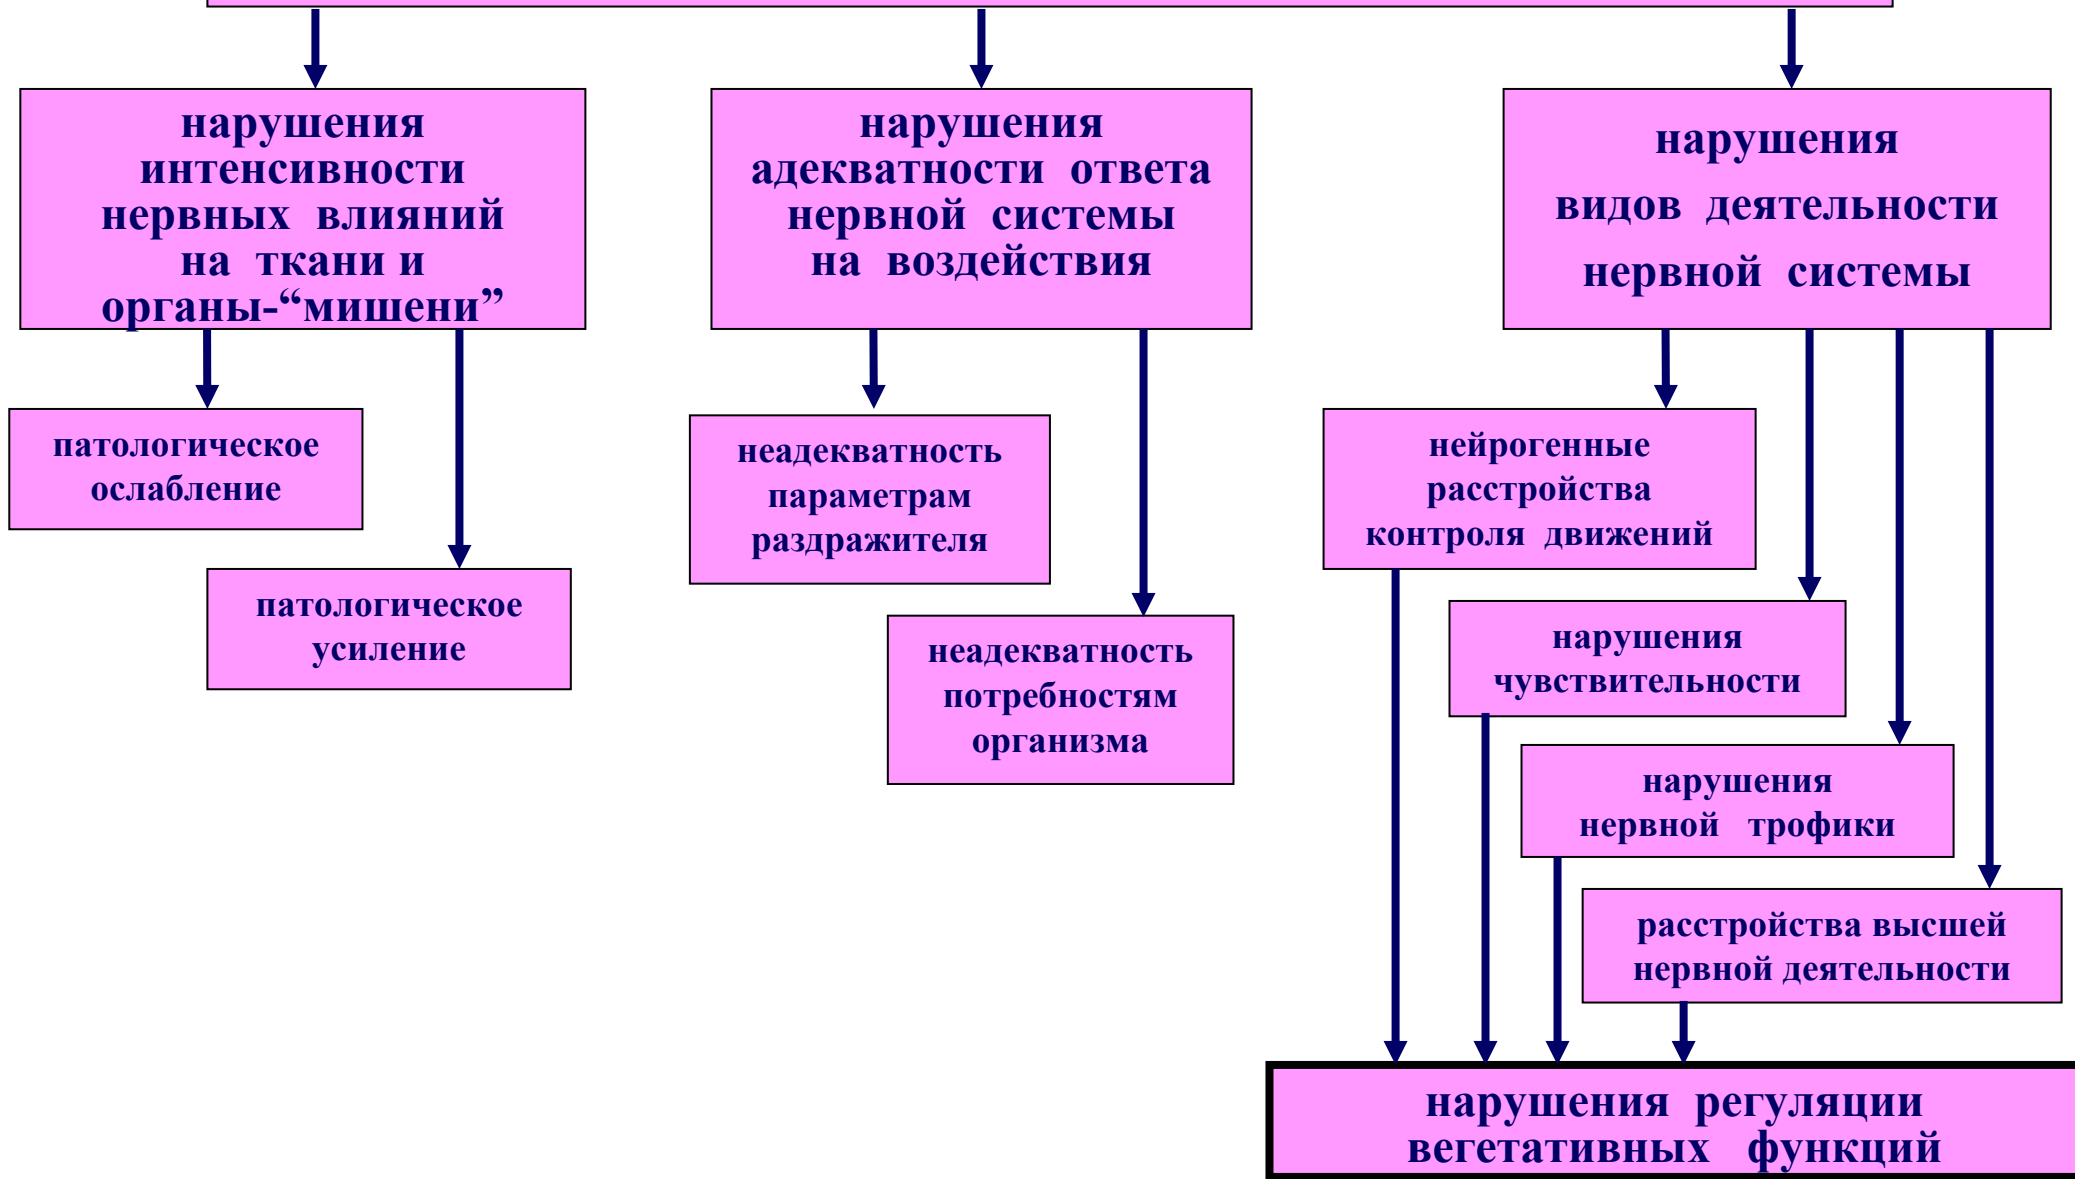 нарушения
интенсивности
нервных влияний
на ткани и
органы-“мишени”
нарушения
адекватности ответа
нервной системы
на воздействия
нарушения
видов деятельности
нервной системы
патологическое
ослабление
патологическое
усиление
неадекватность
параметрам
раздражителя
неадекватность
потребностям
организма
нейрогенные
расстройства
контроля движений
нарушения
чувствительности
нарушения
нервной трофики
расстройства высшей
нервной деятельности
нарушения регуляции
вегетативных функций